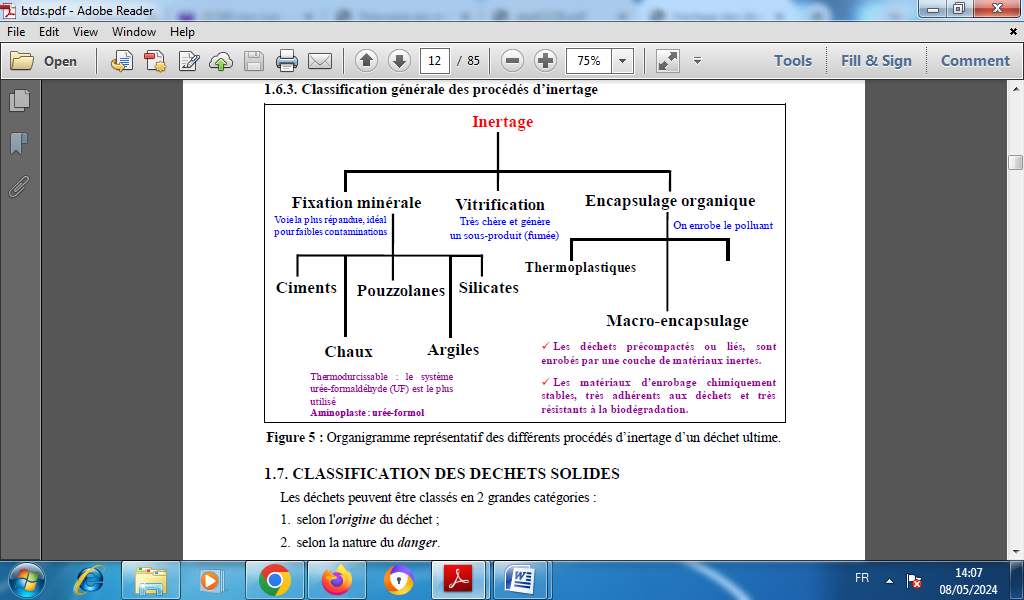 btds.pdf - Adobe Reader
File Edit View Window Help
Open
12 / 85
75%
Tools Fill & Sign Comment
1.6.3. Classification générale des procédés d'inertage
Inertage
Fixation minérale
Voie la plus répandue, idéal
pour faibles contaminations
Vitrification
Très chère et génère
un sous-produit (fumée)
Encapsulage organique
On enrobe le polluant
Ciments
Pouzzolanes
Silicates
Chaux
Argiles
Thermodurcissable : le système
urée-formaldéhyde (UF) est le plus
utilisé
Aminoplaste : urée-formol
Thermoplastiques
Macro-encapsulage
✓ Les déchets précompactés ou liés, sont
enrobés par une couche de matériaux inertes.
✓ Les matériaux d'enrobage chimiquement
stables, très adhérents aux déchets et très
résistants à la biodégradation.
Figure 5 : Organigramme représentatif des différents procédés d'inertage d'un déchet ultime.
1.7. CLASSIFICATION DES DECHETS SOLIDES
Les déchets peuvent être classés en 2 grandes catégories :
1. selon l'origine du déchet ;
2. selon la nature du danger.
FR
14:07
08/05/2024